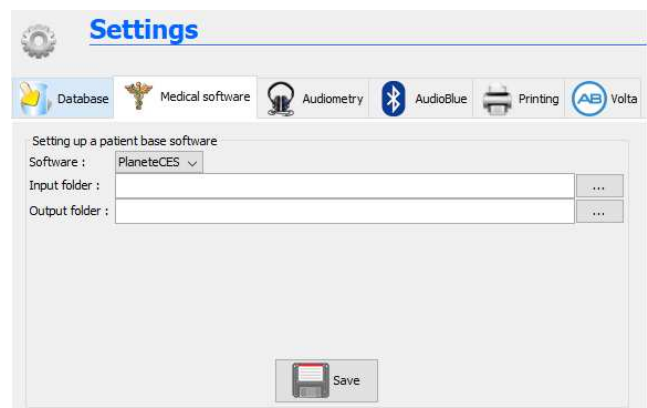 Settings
Database Medical software Audiometry AudioBlue Printing AB Volta
Setting up a patient base software
Software : PlaneteCES
Input folder : ...
Output folder : ...
Save